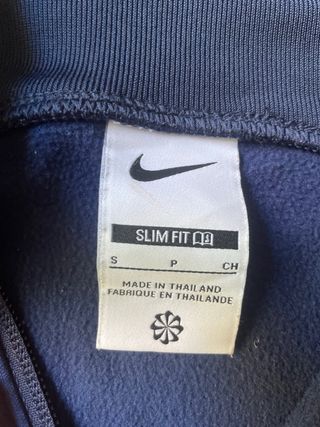 SLIM FIT
S P CH
MADE IN THAILAND
FABRIQUE EN THAILANDE